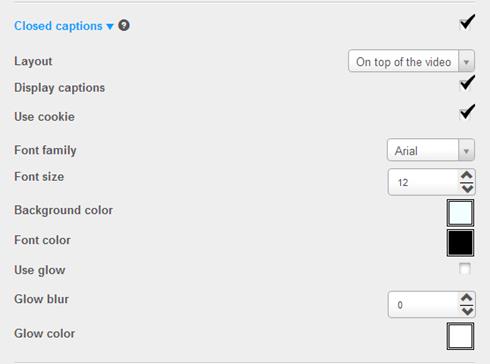 Closed captions ?
Layout On top of the video
Display captions
Use cookie
Font family Arial
Font size 12
Background color
Font color
Use glow
Glow blur 0
Glow color